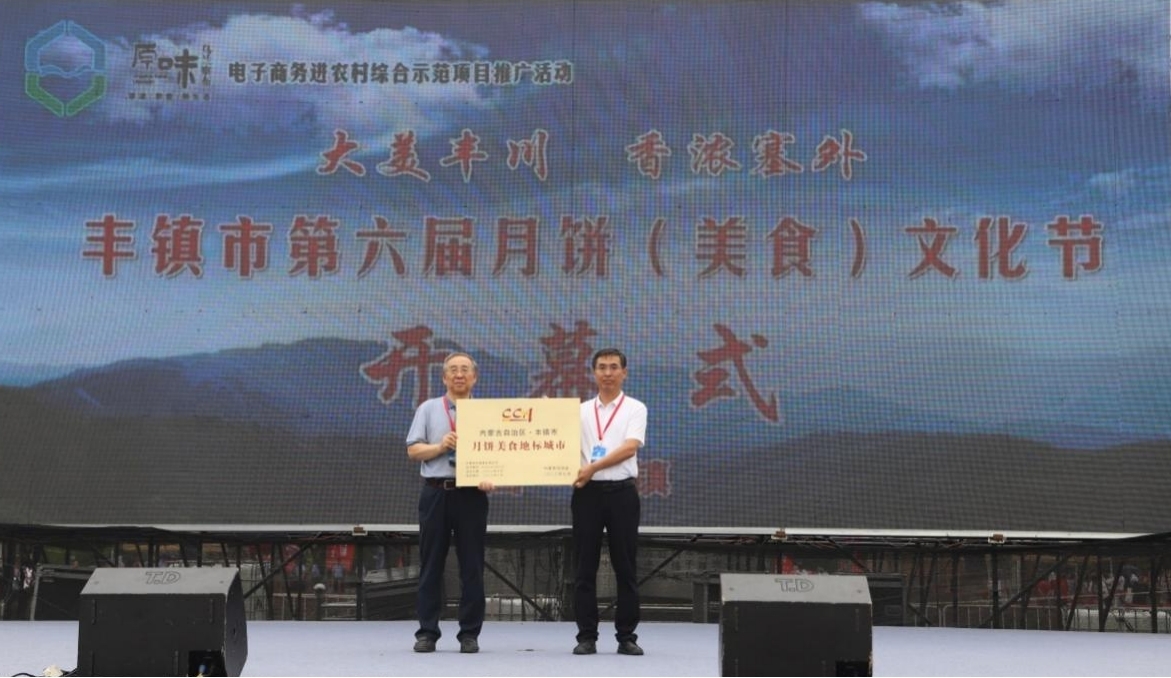 原味
电子商务进农村综合示范项目推广活动
大美丰川 香浓塞外
丰镇市第六届月饼（美食）文化节
开幕式
镇
CCA
内蒙古自治区·丰镇市
月饼美食地标城市
T.D
T.D